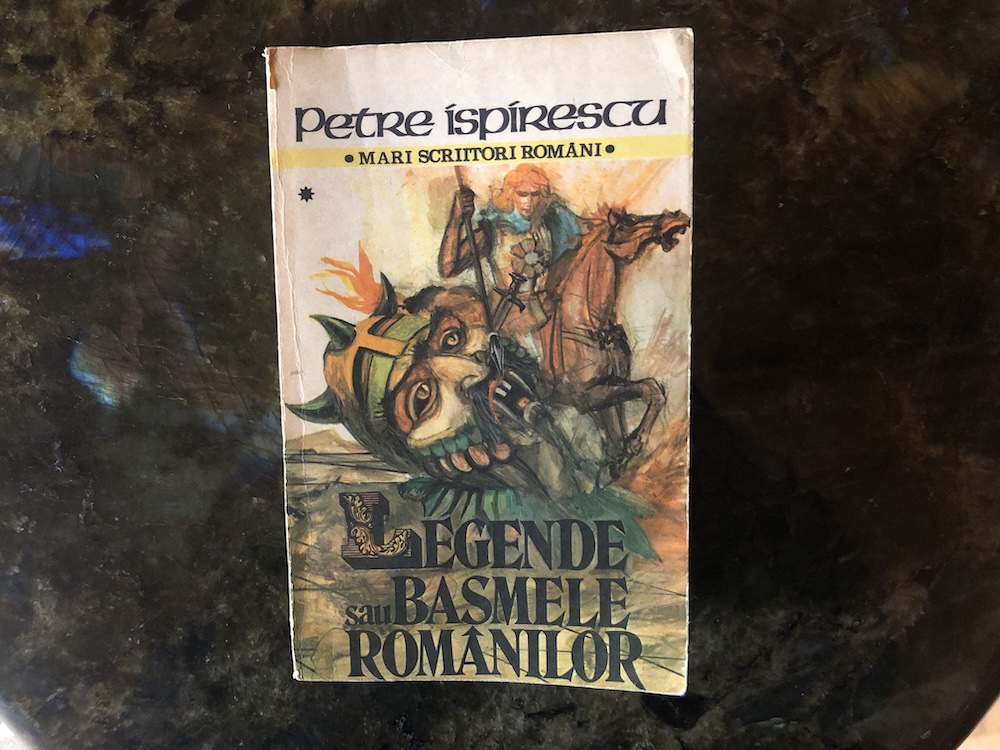 Petre ispirescu
• MARI SCRIITORI ROMÂNI •
*
LEGENDE
sau BASMELE
ROMÂNILOR